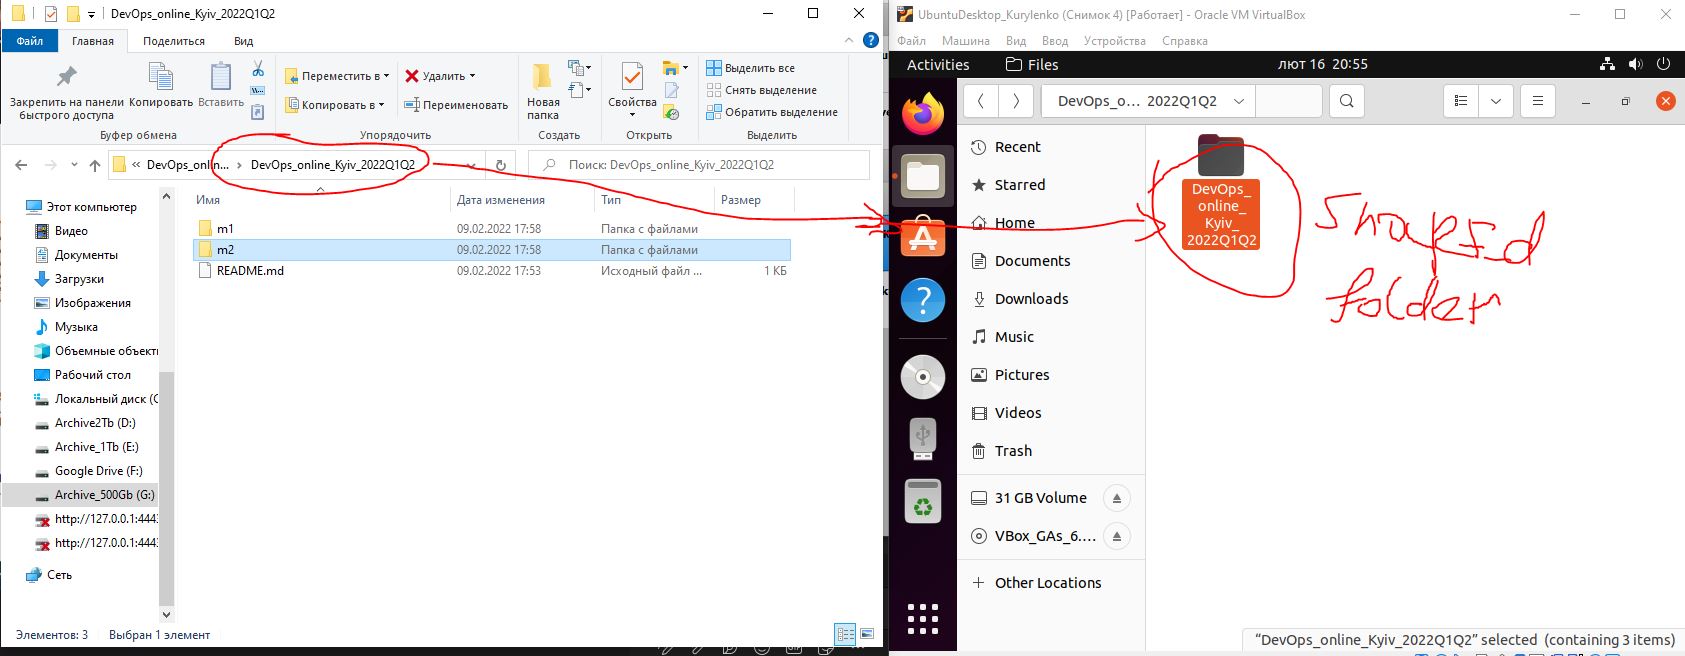 DevOps_online_Kyiv_2022Q1Q2
Файл Главная Поделиться Вид
Закрепить на панели быстрого доступа
Копировать
Вставить
Переместить в
Копировать в
Удалить
Переименовать
Новая папка
Свойства
Выделить все
Снять выделение
Обратить выделение
Буфер обмена Упорядочить Создать Открыть Выделить
« DevOps_onlin... › DevOps_online_Kyiv_2022Q1Q2
Поиск: DevOps_online_Kyiv_2022Q1Q2
Имя Дата изменения Тип Размер
m1 09.02.2022 17:58 Папка с файлами
m2 09.02.2022 17:58 Папка с файлами
README.md 09.02.2022 17:53 Исходный файл ... 1 КБ
Этот компьютер
Видео
Документы
Загрузки
Изображения
Музыка
Объемные объекты
Рабочий стол
Локальный диск (C
Archive2Tb (D:)
Archive_1Tb (E:)
Google Drive (F:)
Archive_500Gb (G:)
http://127.0.0.1:4443
http://127.0.0.1:4443
Сеть
Элементов: 3 Выбран 1 элемент
UbuntuDesktop_Kurylenko (Снимок 4) [Работает] - Oracle VM VirtualBox
Файл Машина Вид Ввод Устройства Справка
Activities Files лют 16 20:55
DevOps_o... 2022Q1Q2
Recent
Starred
Home
Documents
Downloads
Music
Pictures
Videos
Trash
31 GB Volume
VBox_GAs_6....
+ Other Locations
DevOps_
online_
Kyiv_
2022Q1Q2
folder
“DevOps_online_Kyiv_2022Q1Q2” selected (containing 3 items)